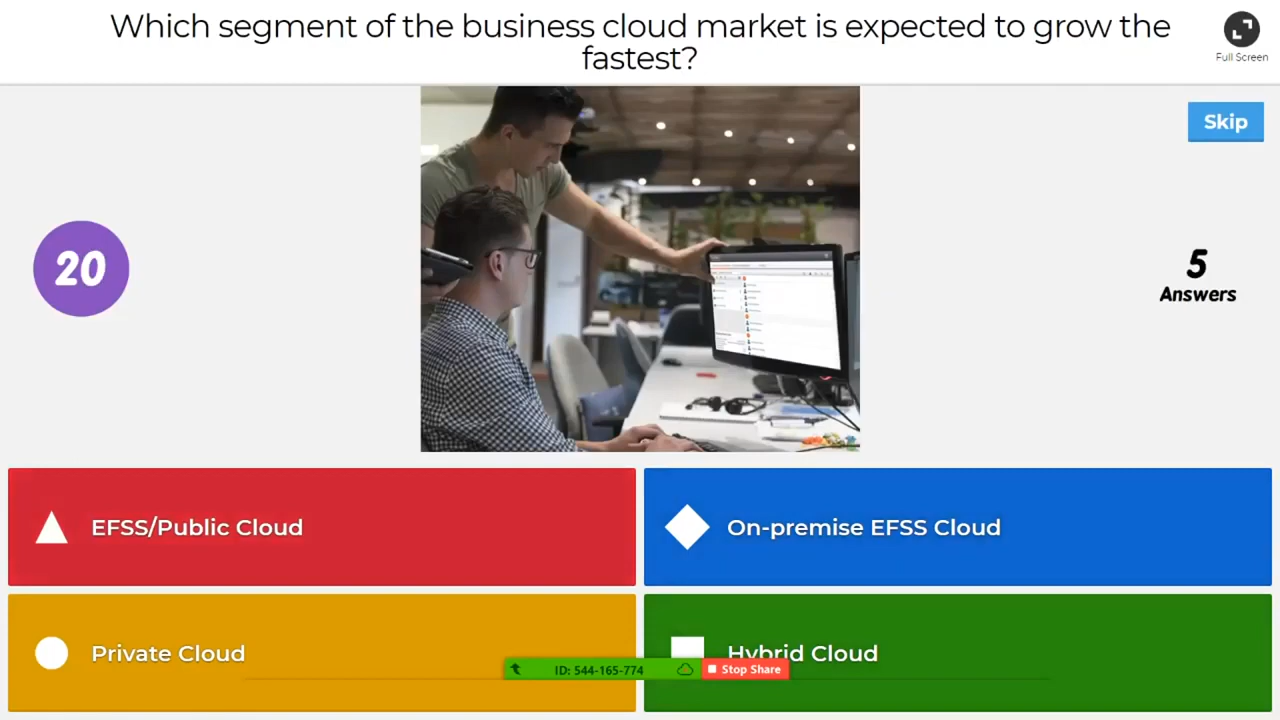 Which segment of the business cloud market is expected to grow the
fastest?
Full Screen
Skip
20
5
Answers
EFSS/Public Cloud
On-premise EFSS Cloud
Private Cloud
Hybrid Cloud
ID: 544-165-774
Stop Share